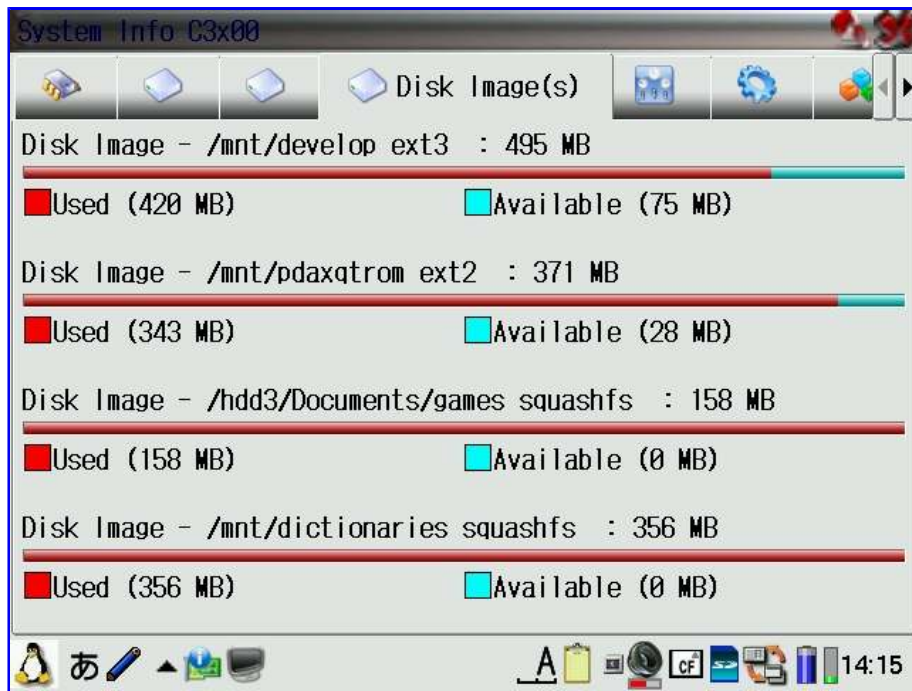 System Info C3x00
Disk Image(s)
Disk Image - /mnt/develop ext3 : 495 MB
Used (420 MB)
Available (75 MB)
Disk Image - /mnt/pdaxqtrom ext2 : 371 MB
Used (343 MB)
Available (28 MB)
Disk Image - /hdd3/Documents/games squashfs : 158 MB
Used (158 MB)
Available (0 MB)
Disk Image - /mnt/dictionaries squashfs : 356 MB
Used (356 MB)
Available (0 MB)
あ
A
CF
14:15